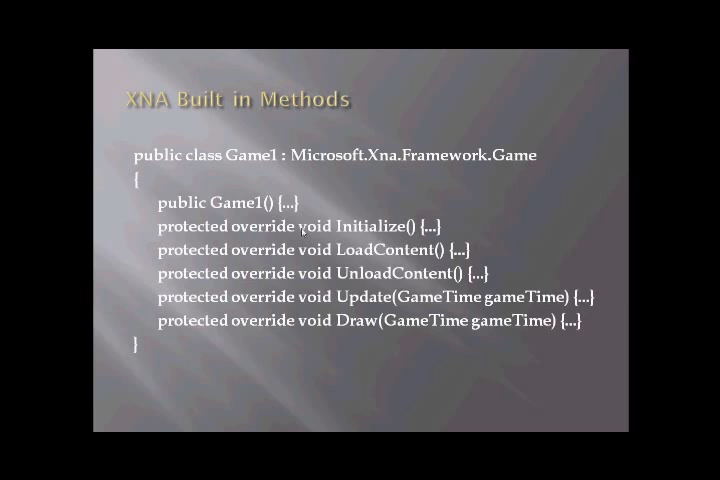 XNA Built in Methods
public class Game1 : Microsoft.Xna.Framework.Game
{
public Game1() {...}
protected override void Initialize() {...}
protected override void LoadContent() {...}
protected override void UnloadContent() {...}
protected override void Update(GameTime gameTime) {...}
protected override void Draw(GameTime gameTime) {...}
}